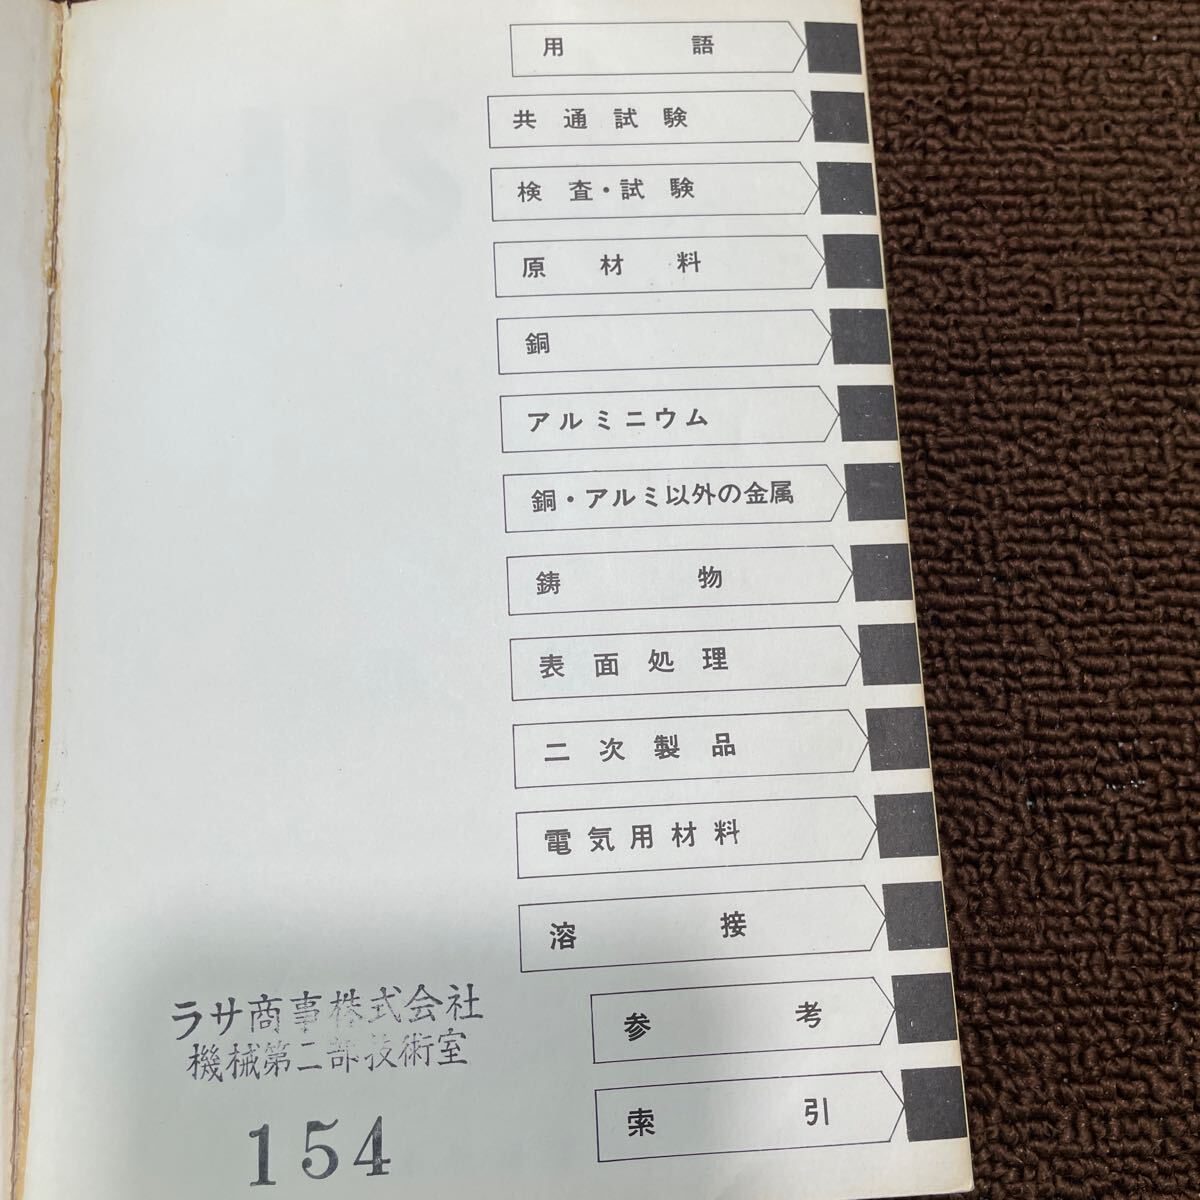 用語
共通試験
検査・試験
原材料
銅
アルミニウム
銅・アルミ以外の金属
鋳物
表面処理
二次製品
電気用材料
溶接
参考
索引
ラサ商事株式会社
機械第二部技術室
154